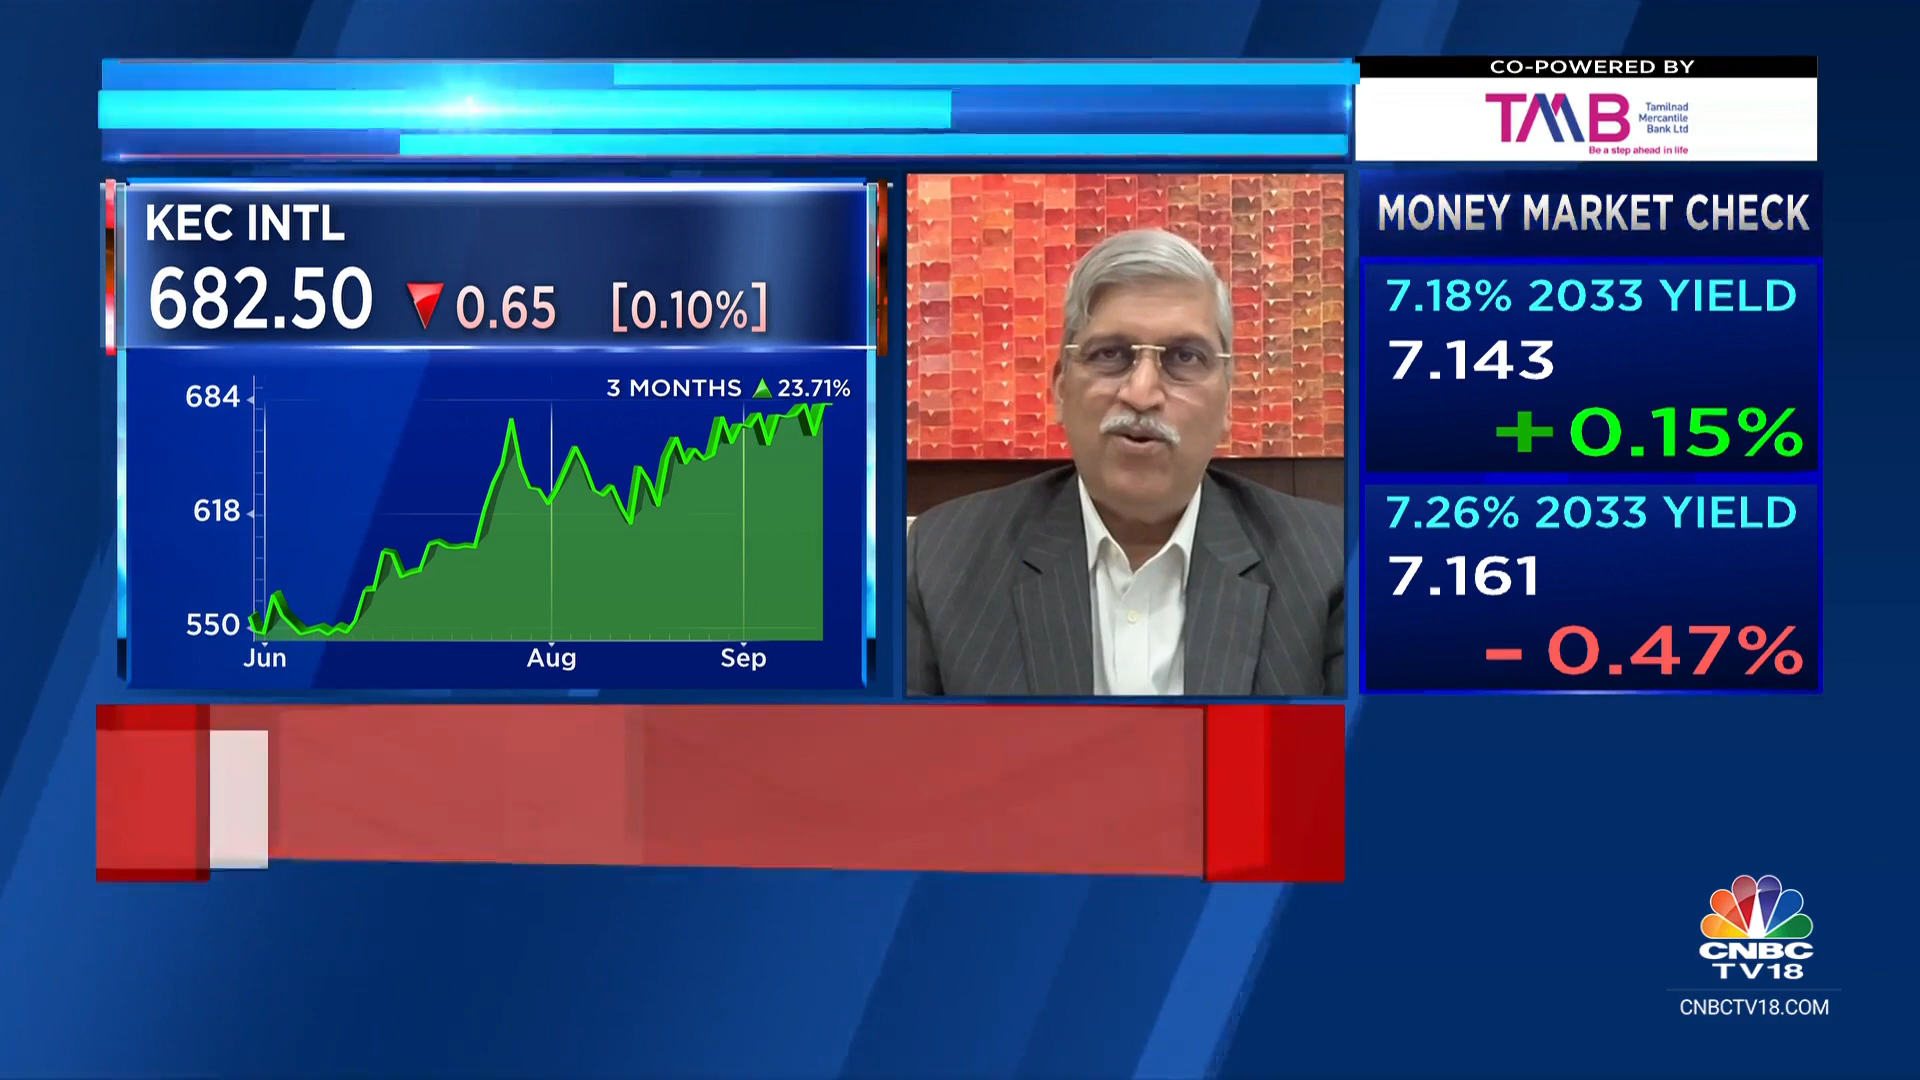 CO-POWERED BY
TMB
Tamilnad
Mercantile
Bank Ltd
Be a step ahead in life
KEC INTL
682.50 ▼ 0.65 [0.10%]
3 MONTHS ▲ 23.71%
684
618
550
Jun Aug Sep
MONEY MARKET CHECK
7.18% 2033 YIELD
7.143
+0.15%
7.26% 2033 YIELD
7.161
- 0.47%
CNBC
TV18
CNBCTV18.COM